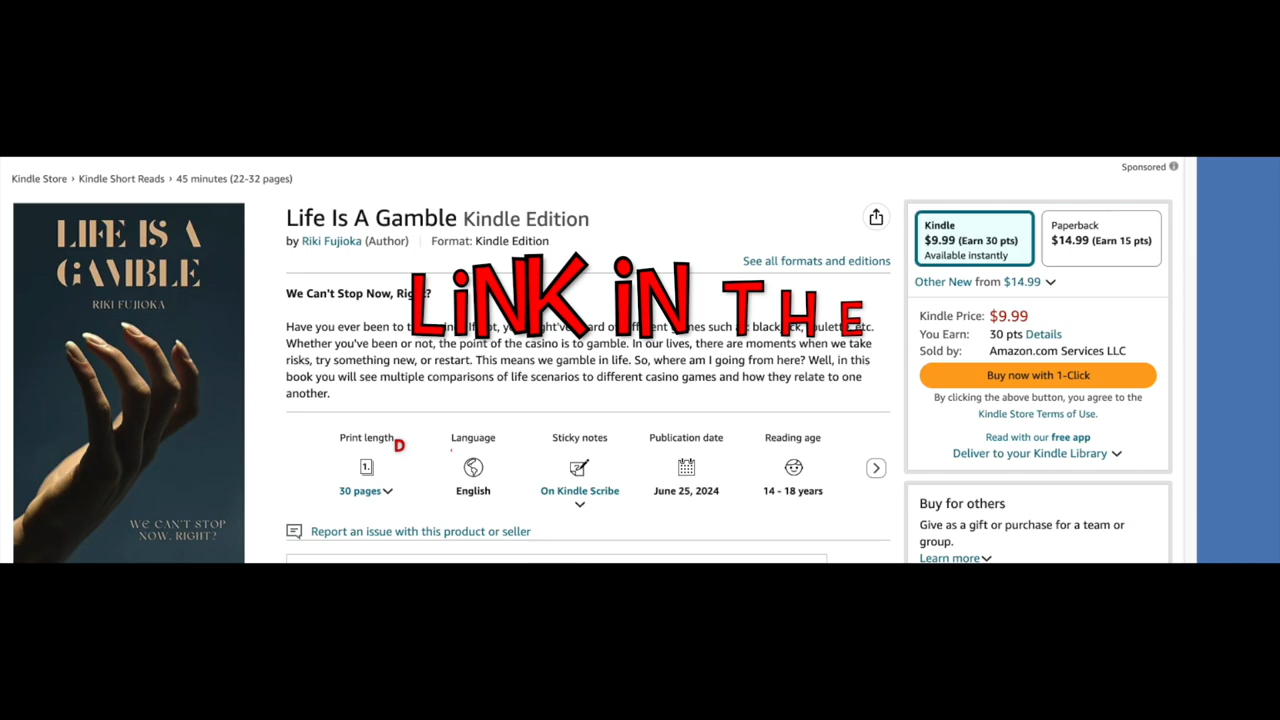 Sponsored
Kindle Store › Kindle Short Reads › 45 minutes (22-32 pages)
LIFE IS A
GAMBLE
RIKI FUJIOKA
WE CAN'T STOP
NOW, RIGHT?
Life Is A Gamble Kindle Edition
by Riki Fujioka (Author) | Format: Kindle Edition
See all formats and editions
LINK IN THE
We Can't Stop Now, Right?
Have you ever been to If not, of such blackjack, roulette, etc.
Whether you've been or not, the point of the casino is to gamble. In our lives, there are moments when we take
risks, try something new, or restart. This means we gamble in life. So, where am I going from here? Well, in this
book you will see multiple comparisons of life scenarios to different casino games and how they relate to one
another.
D
Print length
1.
30 pages
Language
English
Sticky notes
On Kindle Scribe
Publication date
June 25, 2024
Reading age
14 - 18 years
Report an issue with this product or seller
Kindle
$9.99 (Earn 30 pts)
Available instantly
Paperback
$14.99 (Earn 15 pts)
Other New from $14.99
Kindle Price: $9.99
You Earn: 30 pts Details
Sold by: Amazon.com Services LLC
Buy now with 1-Click
By clicking the above button, you agree to the
Kindle Store Terms of Use.
Read with our free app
Deliver to your Kindle Library
Buy for others
Give as a gift or purchase for a team or
group.
Learn more